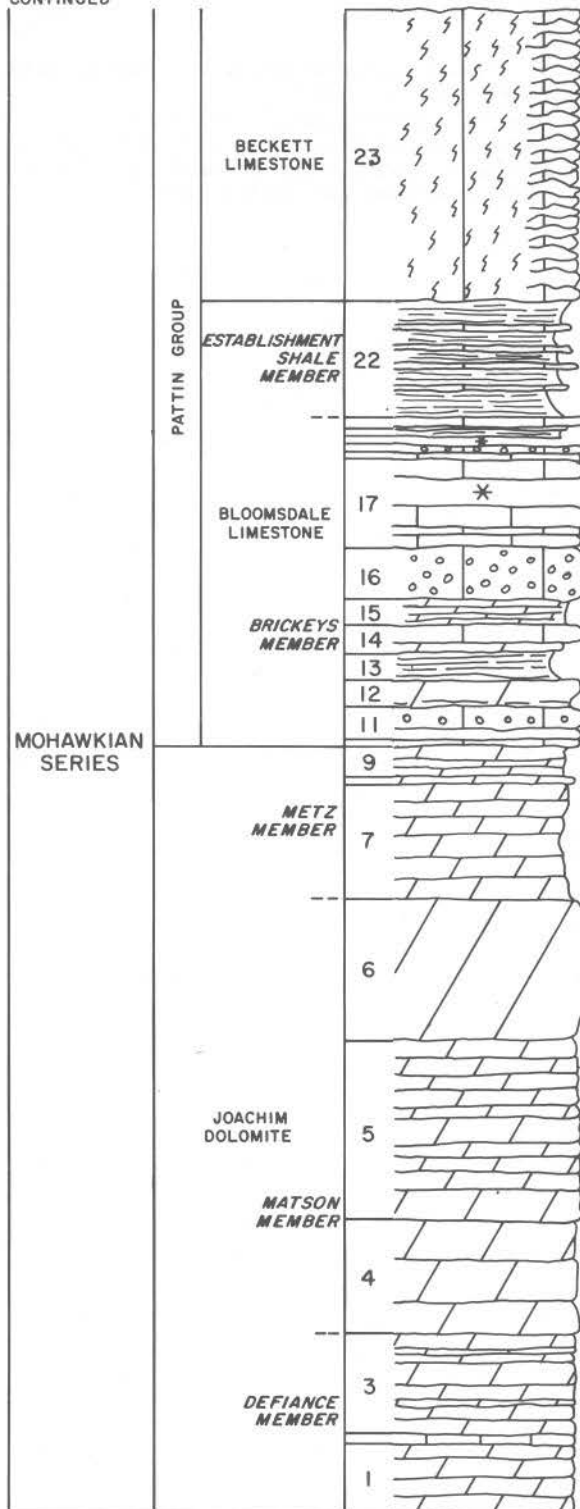 CONTINUED
BECKETT
LIMESTONE
23
PATTIN GROUP
ESTABLISHMENT
SHALE
MEMBER
22
BLOOMSDALE
LIMESTONE
17
16
BRICKEYS
MEMBER
15
14
13
12
11
MOHAWKIAN
SERIES
9
METZ
MEMBER
7
6
JOACHIM
DOLOMITE
5
MATSON
MEMBER
4
3
DEFIANCE
MEMBER
1